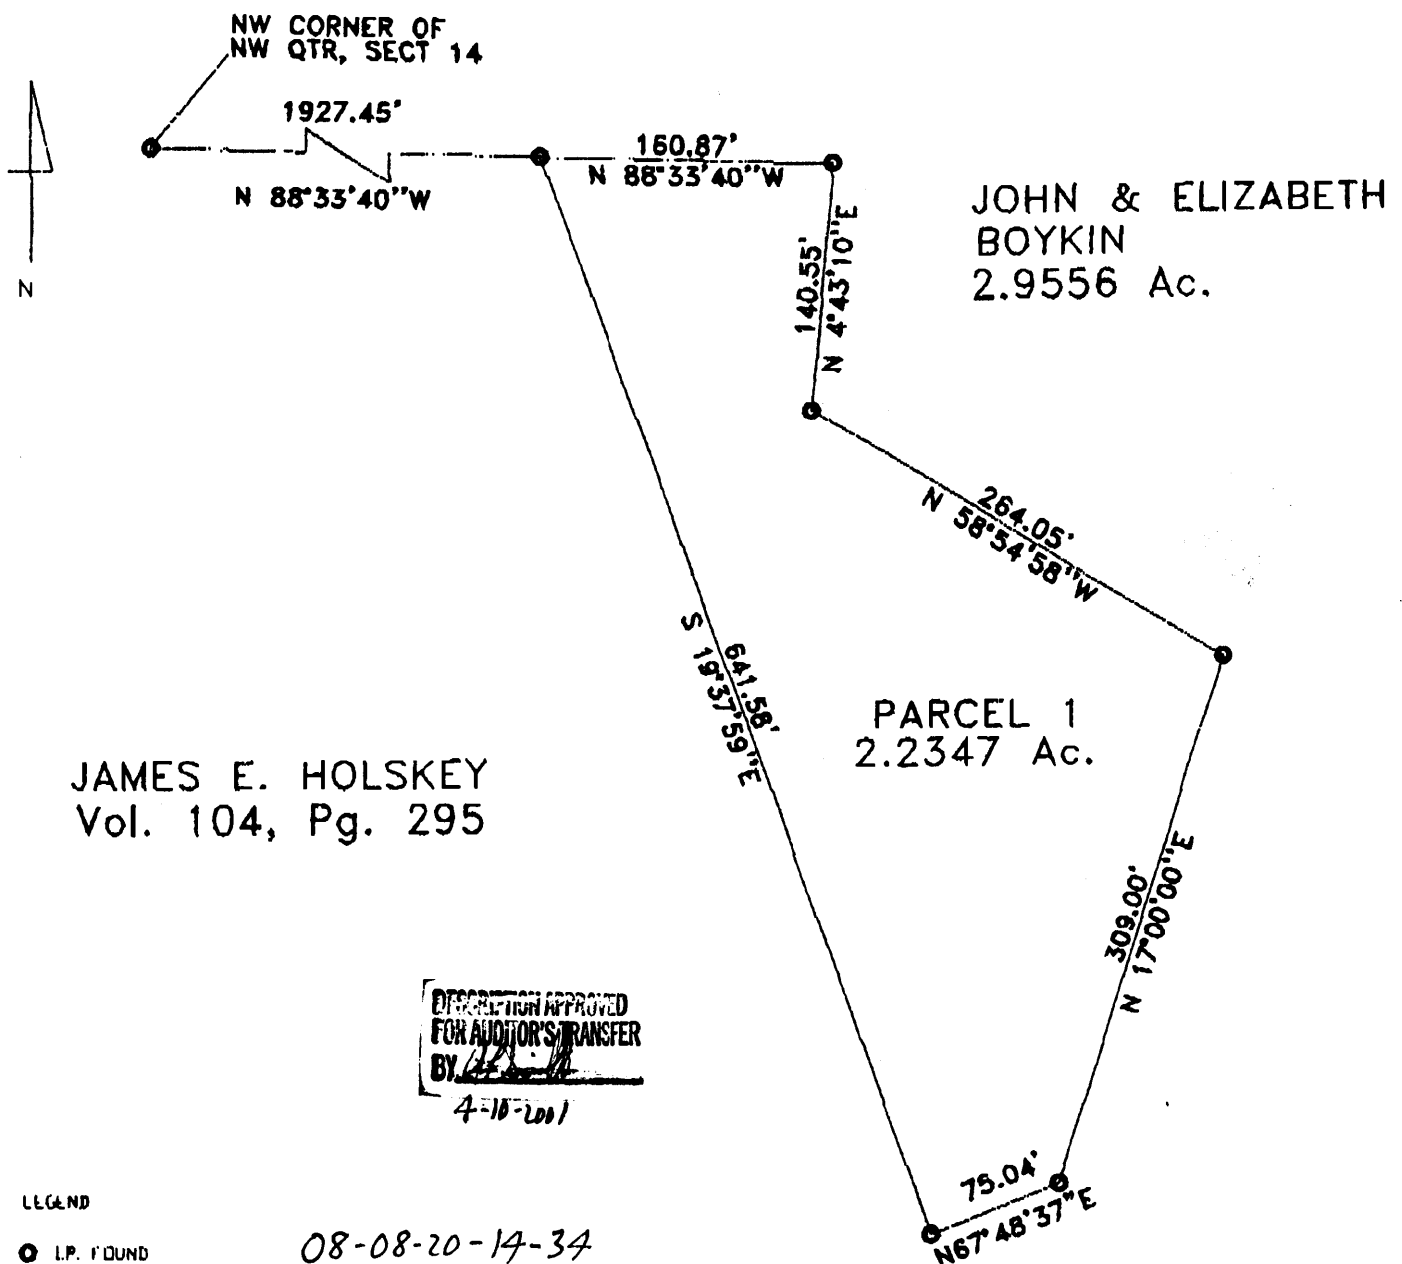 NW CORNER OF
NW QTR, SECT 14
1927.45'
N 88°33'40"W
160.87'
N 88°33'40"W
N
JOHN & ELIZABETH
BOYKIN
2.9556 Ac.
140.55'
N 4°43'10"E
264.05'
N 58°54'58"W
641.58'
S 19°37'59"E
PARCEL 1
2.2347 Ac.
JAMES E. HOLSKEY
Vol. 104, Pg. 295
309.00'
N 17°00'00"E
DESCRIPTION APPROVED
FOR AUDITOR'S TRANSFER
BY
4-10-2001
75.04'
N67°48'37"E
LEGEND
I.P. FOUND
08-08-20-14-34